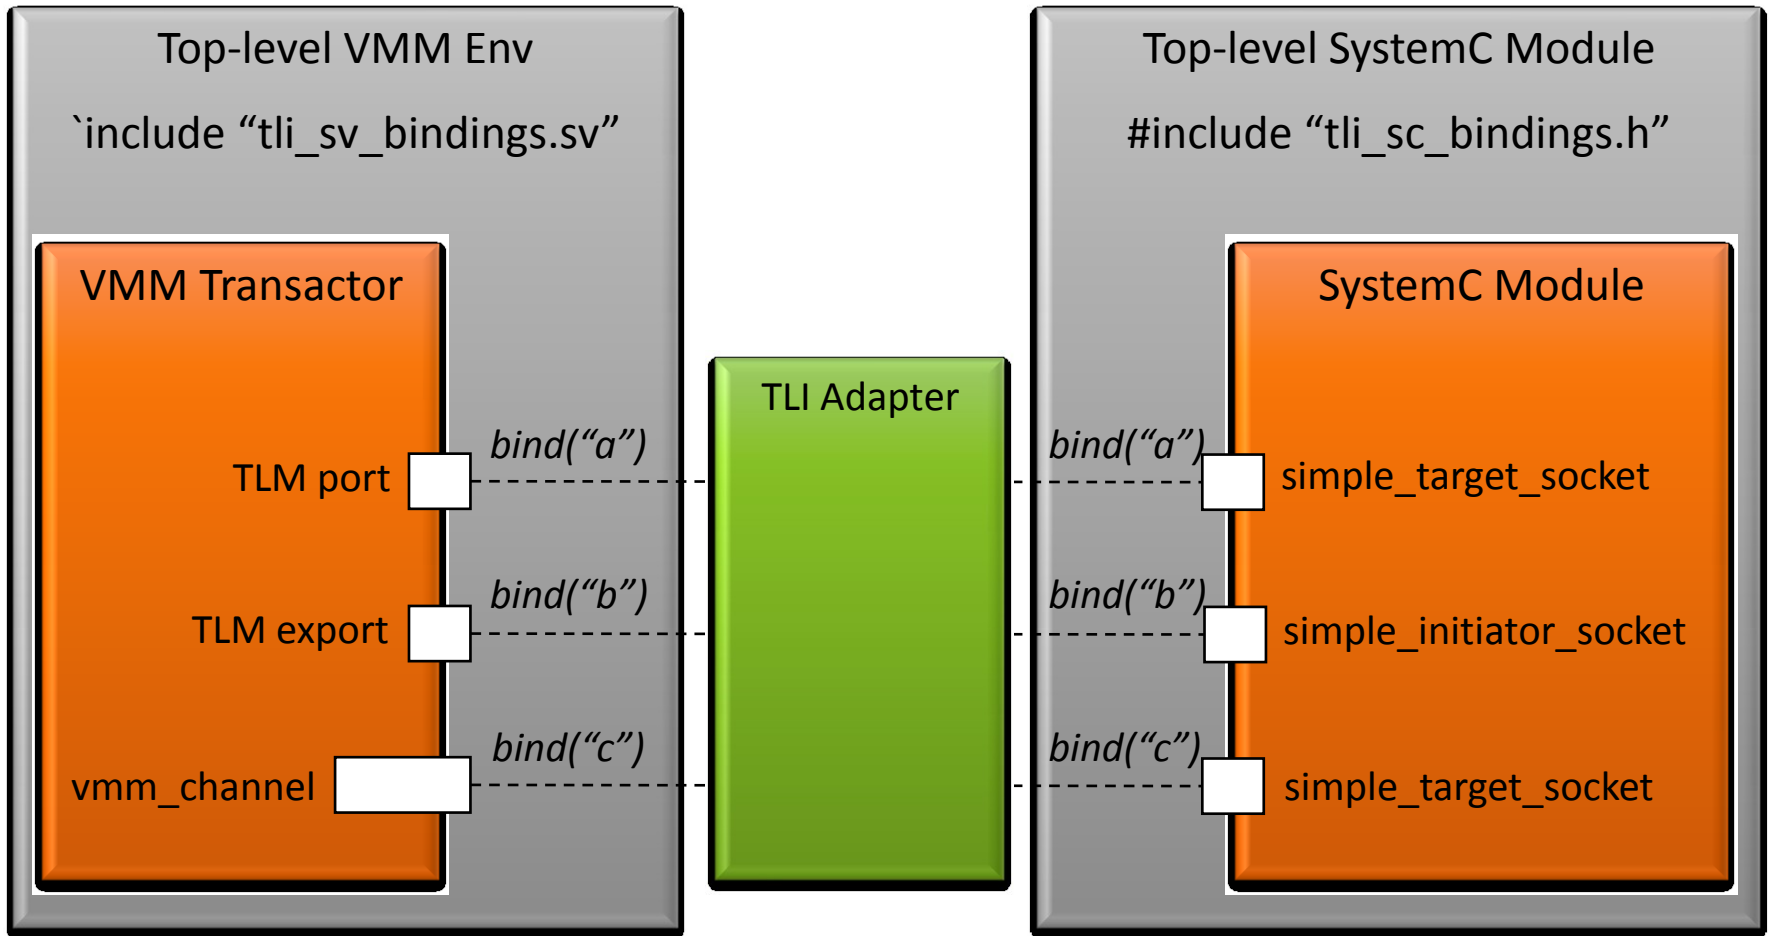 Top-level VMM Env
`include “tli_sv_bindings.sv”
VMM Transactor
TLM port
bind(“a”)
TLM export
bind(“b”)
vmm_channel
bind(“c”)
TLI Adapter
Top-level SystemC Module
#include “tli_sc_bindings.h”
SystemC Module
bind(“a”)
simple_target_socket
bind(“b”)
simple_initiator_socket
bind(“c”)
simple_target_socket